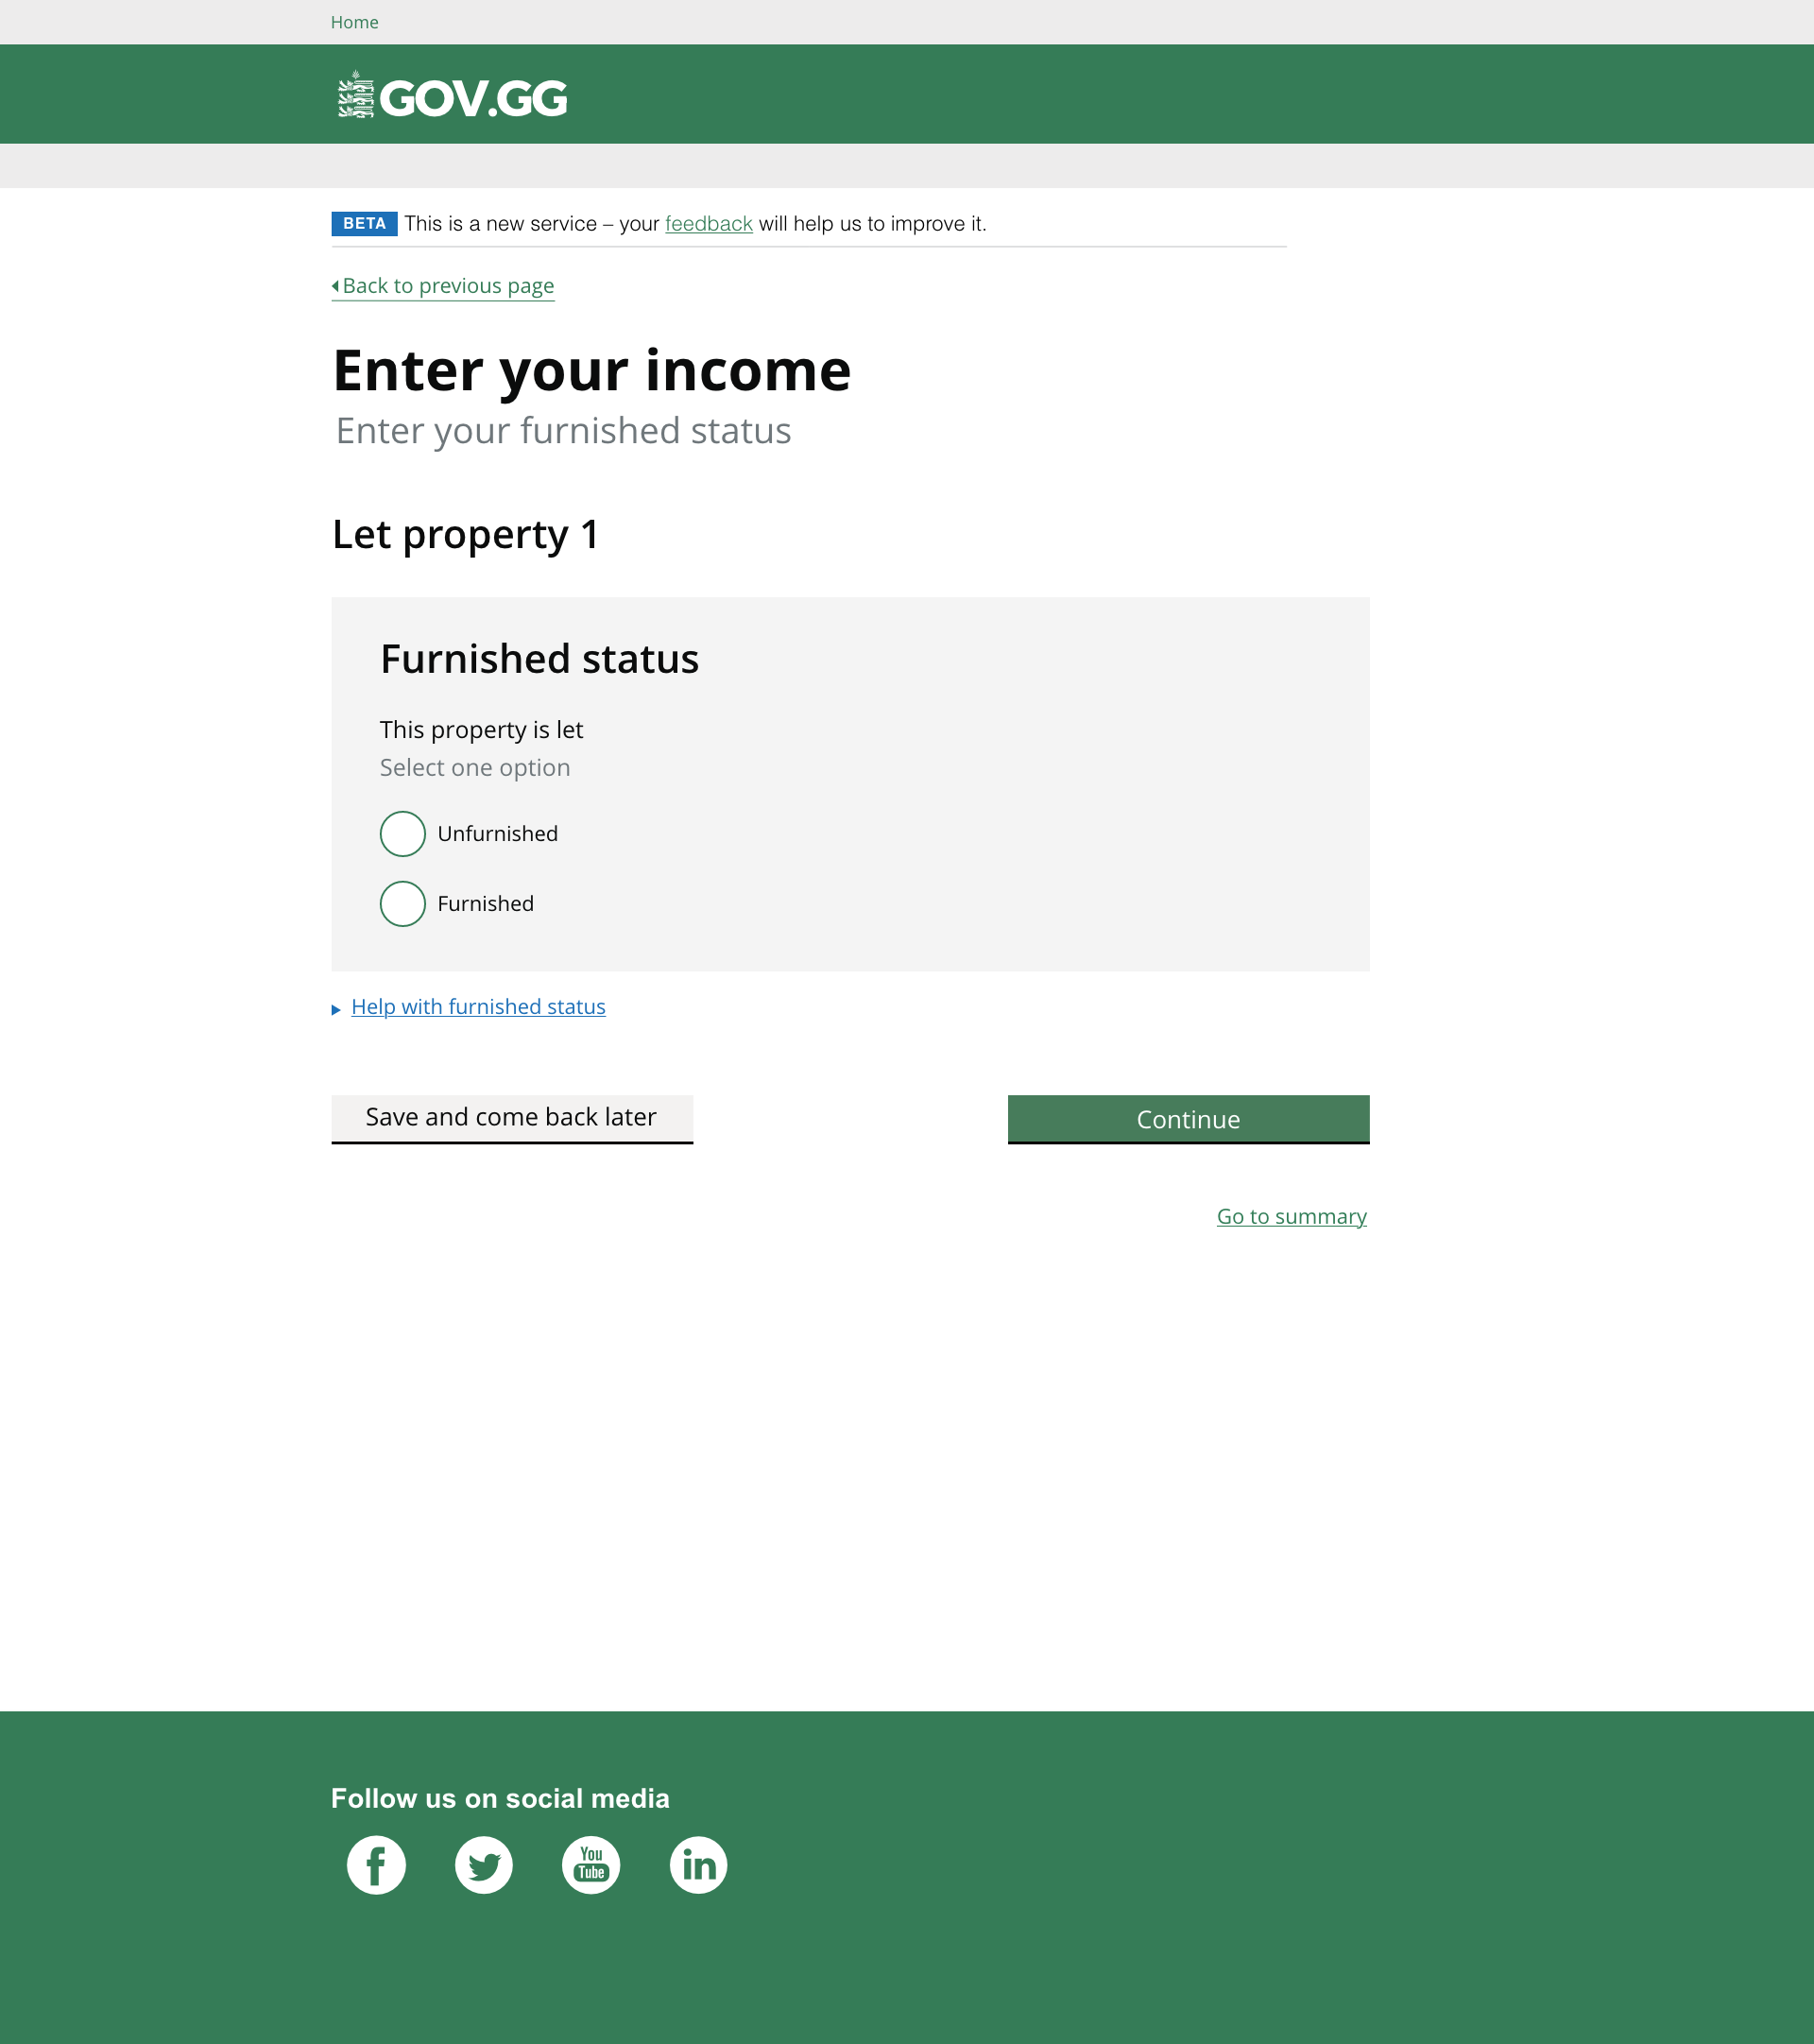 Home
GOV.GG
BETA This is a new service – your feedback will help us to improve it.
Back to previous page
Enter your income
Enter your furnished status
Let property 1
Furnished status
This property is let
Select one option
Unfurnished
Furnished
Help with furnished status
Save and come back later
Continue
Go to summary
Follow us on social media
You
Tube
in